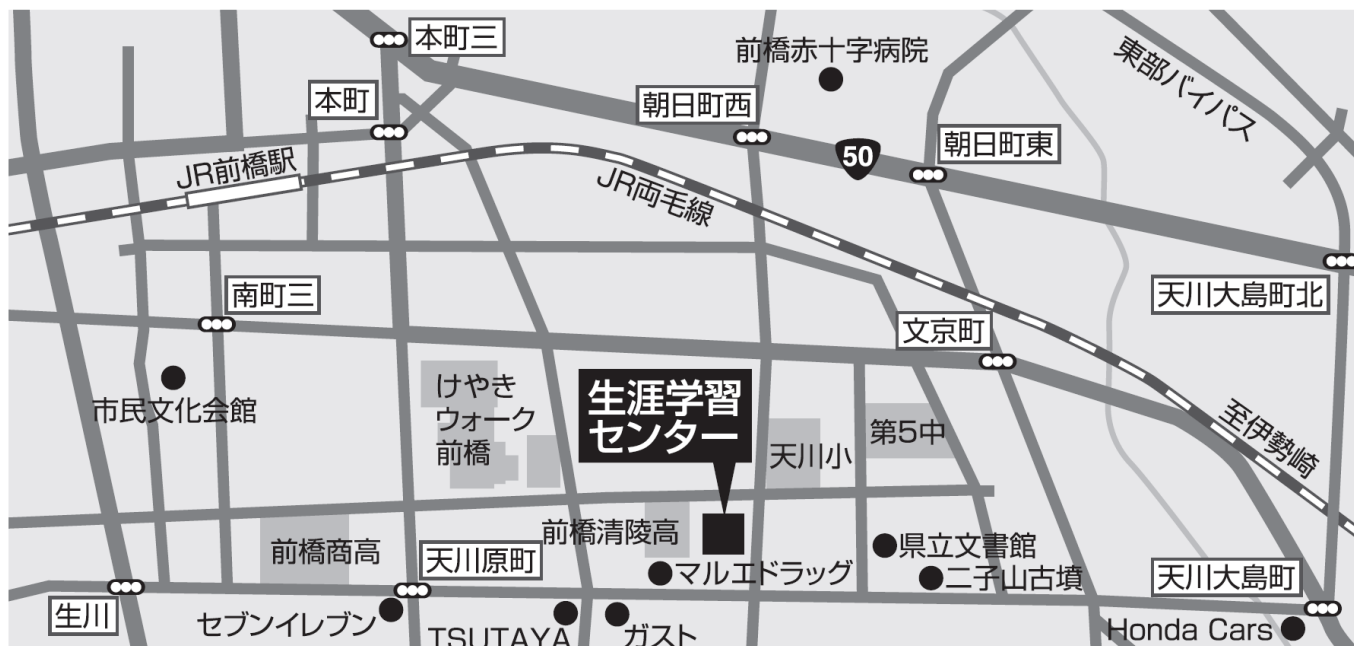 本町三
前橋赤十字病院
東部バイパス
本町
朝日町西
朝日町東
50
JR前橋駅
JR両毛線
天川大島町北
南町三
文京町
市民文化会館
けやき
ウォーク
前橋
生涯学習
センター
天川小
第5中
至伊勢崎
前橋商高
前橋清陵高
天川原町
県立文書館
マルエドラッグ
二子山古墳
天川大島町
生川
セブンイレブン
TSUTAYA
ガスト
Honda Cars